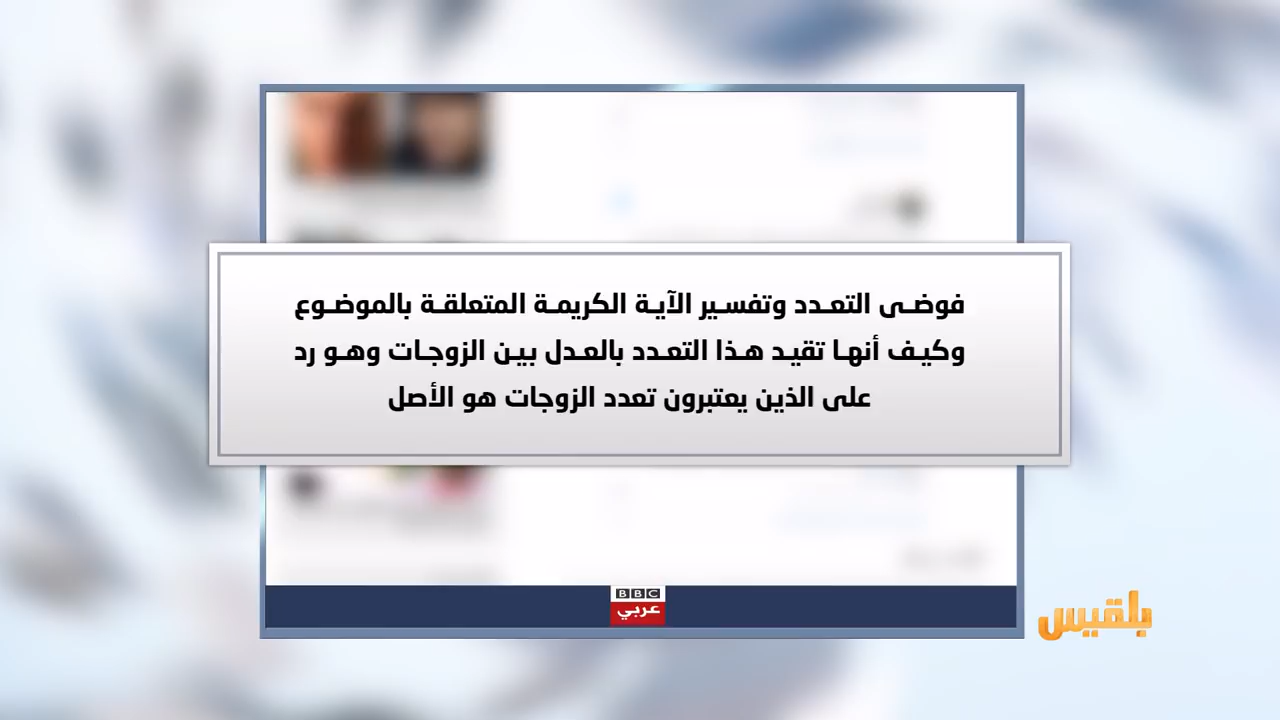 فوضى التعدد وتفسير الآية الكريمة المتعلقة بالموضوع
وكيف أنها تقيد هذا التعدد بالعدل بين الزوجات وهو رد
على الذين يعتبرون تعدد الزوجات هو الأصل
BBC
عربي
بلقيس